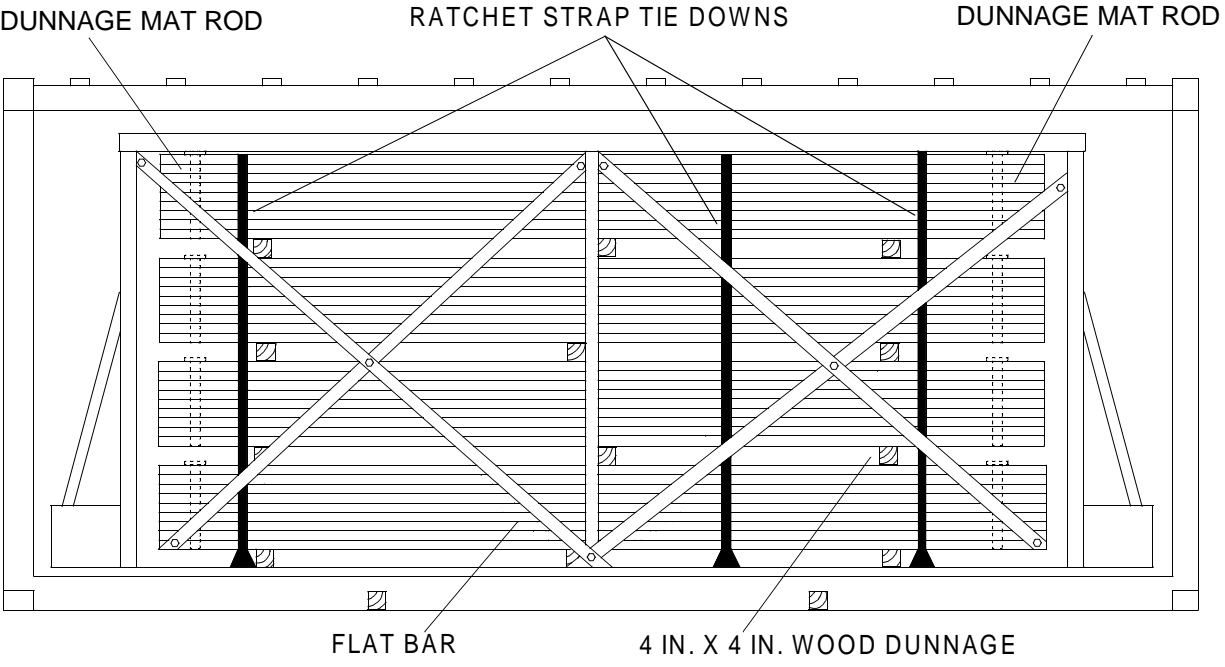 DUNNAGE MAT ROD
RATCHET STRAP TIE DOWNS
DUNNAGE MAT ROD
FLAT BAR
4 IN. X 4 IN. WOOD DUNNAGE